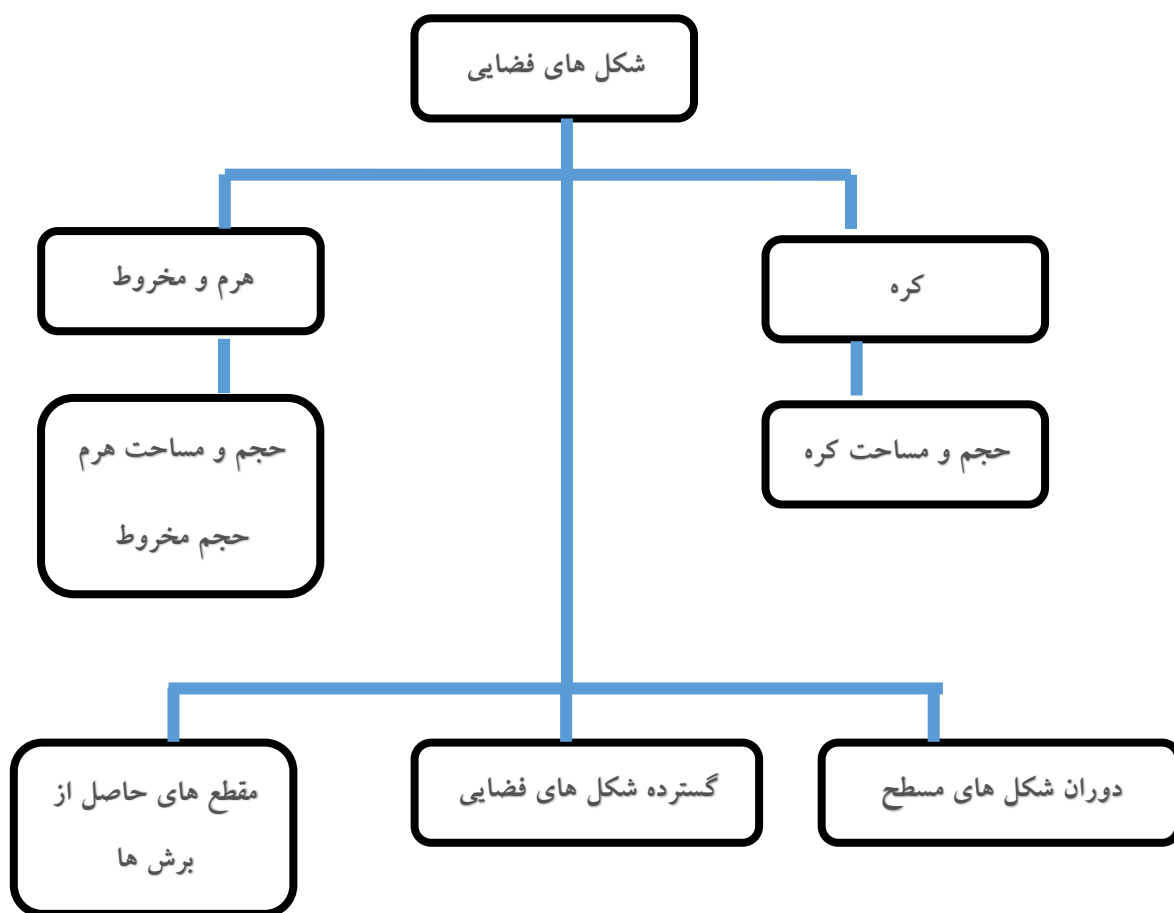 شکل های فضایی
کره
هرم و مخروط
حجم و مساحت کره
حجم و مساحت هرم
حجم مخروط
دوران شکل های مسطح
گسترده شکل های فضایی
مقطع های حاصل از
برش ها